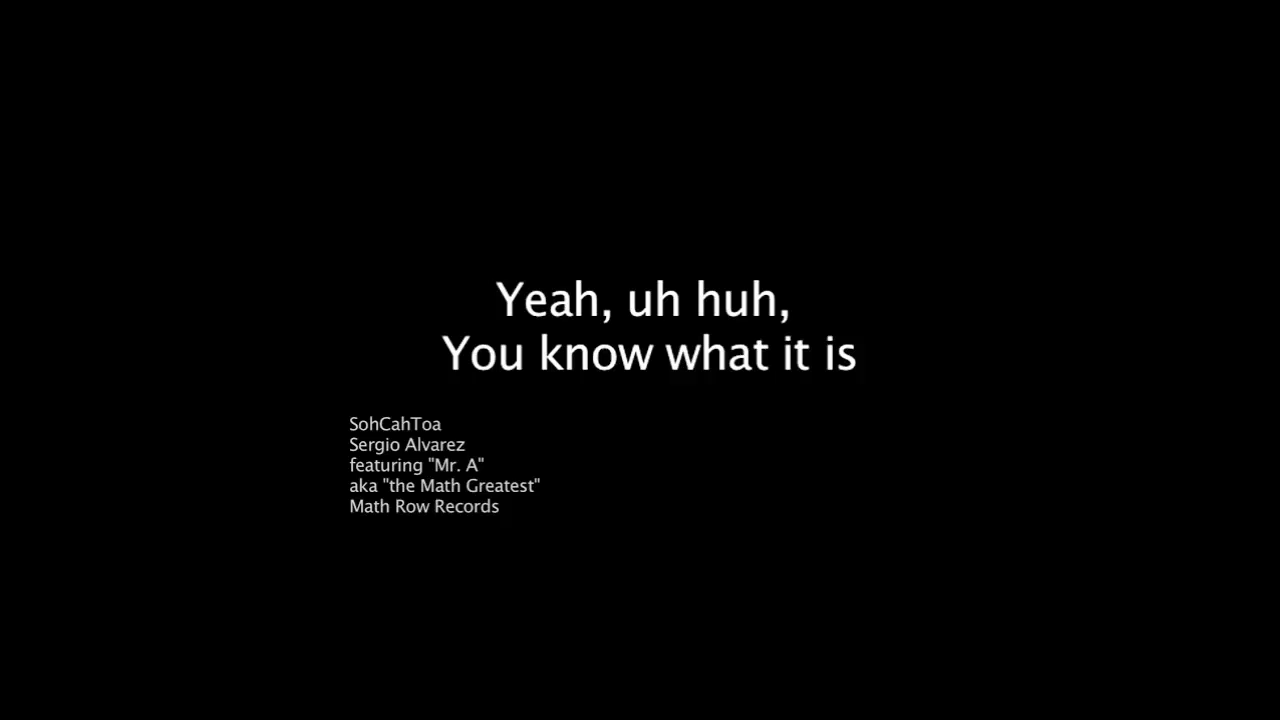 Yeah, uh huh,
You know what it is
SohCahToa
Sergio Alvarez
featuring "Mr. A"
aka "the Math Greatest"
Math Row Records